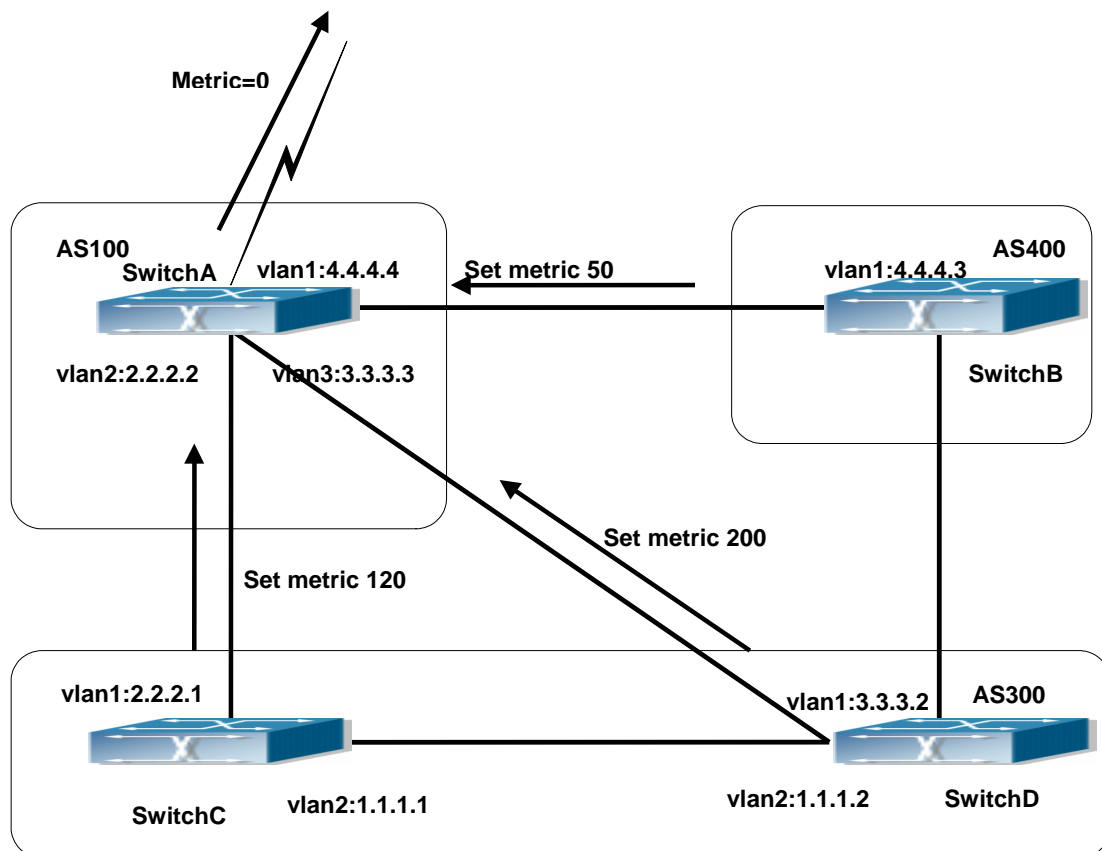 Metric=0
AS100
SwitchA
vlan1:4.4.4.4
Set metric 50
vlan1:4.4.4.3
AS400
vlan2:2.2.2.2
vlan3:3.3.3.3
SwitchB
Set metric 200
Set metric 120
vlan1:2.2.2.1
vlan1:3.3.3.2
AS300
SwitchC
vlan2:1.1.1.1
vlan2:1.1.1.2
SwitchD